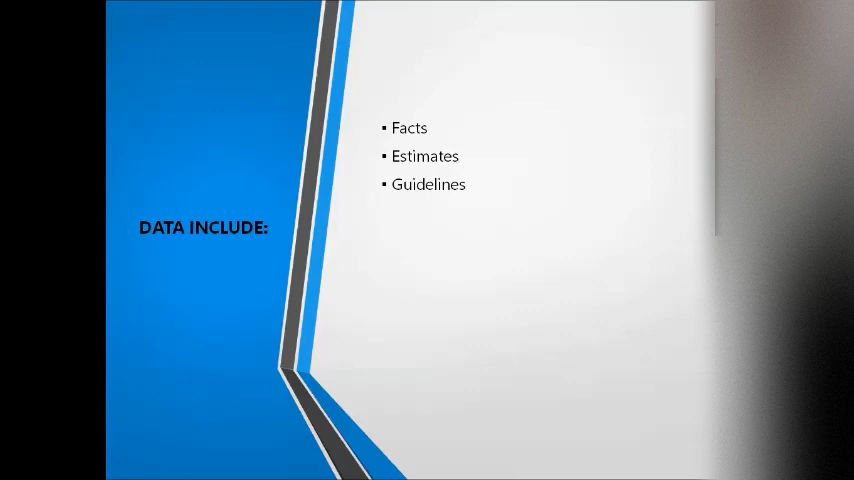 DATA INCLUDE:
▪ Facts
▪ Estimates
▪ Guidelines